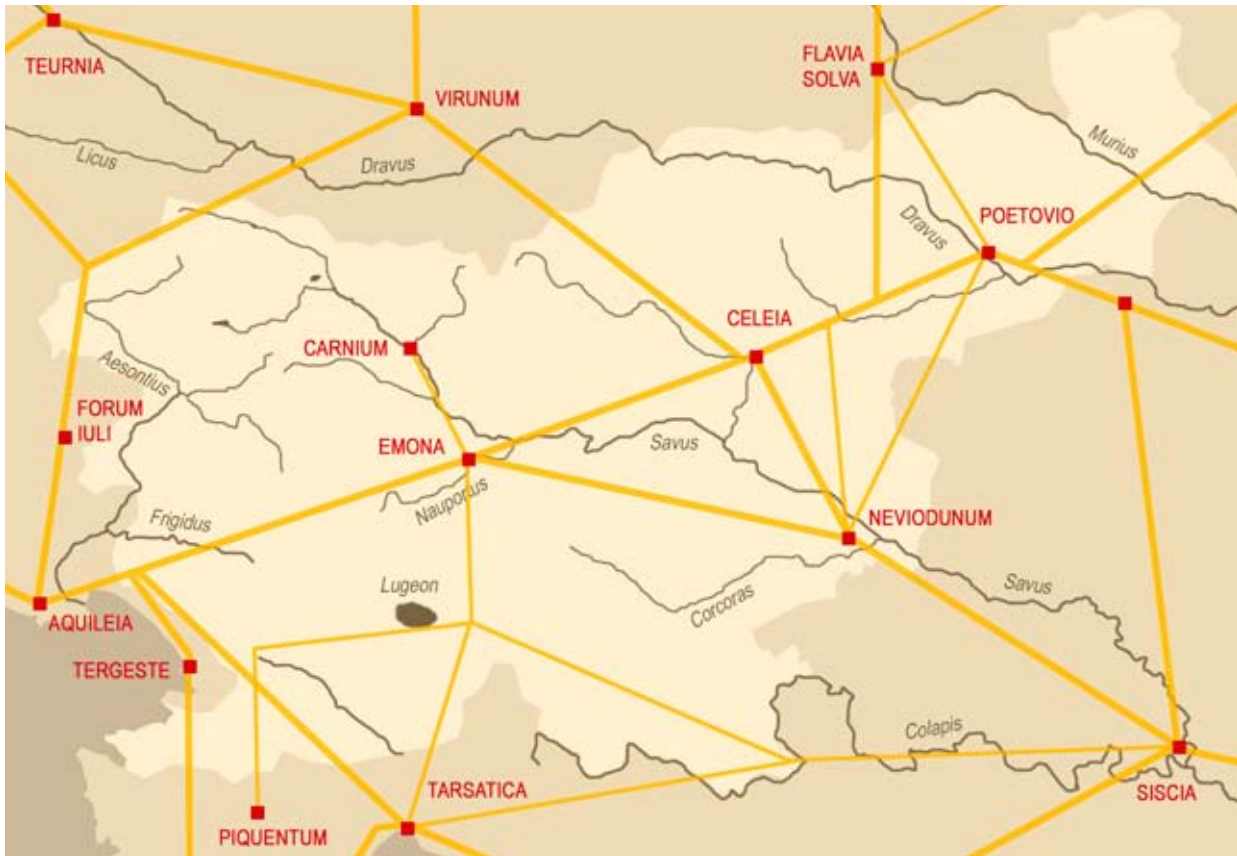 TEURNIA
VIRUNUM
FLAVIA
SOLVA
Licus
Dravus
Murius
POETOVIO
Dravus
CELEIA
CARNIUM
Aesontius
FORUM
IULI
EMONA
Savus
Nauportus
Frigidus
NEVIODUNUM
Lugeon
Corcoras
Savus
AQUILEIA
TERGESTE
Colapis
TARSATICA
SISCIA
PIQUENTUM